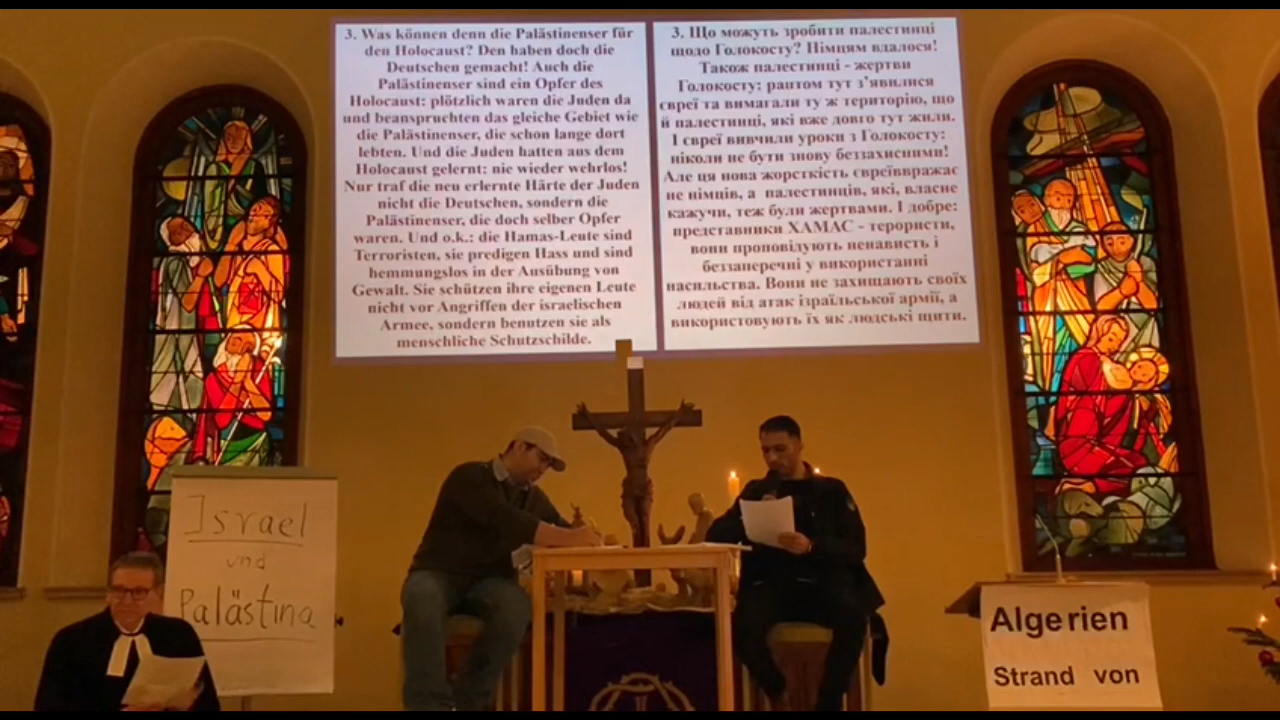 3. Was können denn die Palästinenser für
den Holocaust? Den haben doch die
Deutschen gemacht! Auch die
Palästinenser sind ein Opfer des
Holocaust: plötzlich waren die Juden da
und beanspruchten das gleiche Gebiet wie
die Palästinenser, die schon lange dort
lebten. Und die Juden hatten aus dem
Holocaust gelernt: nie wieder wehrlos!
Nur traf die neu erlernte Härte der Juden
nicht die Deutschen, sondern die
Palästinenser, die doch selber Opfer
waren. Und o.k.: die Hamas-Leute sind
Terroristen, sie predigen Hass und sind
hemmungslos in der Ausübung von
Gewalt. Sie schützen ihre eigenen Leute
nicht vor Angriffen der israelischen
Armee, sondern benutzen sie als
menschliche Schutzschilde.
3. Що можуть зробити палестинці
щодо Голокосту? Німцям вдалося!
Також палестинці - жертви
Голокосту: раптом тут з’явилися
євреї та вимагали ту ж територію, що
й палестинці, які вже довго тут жили.
І євреї вивчили уроки з Голокосту:
ніколи не бути знову беззахисними!
Але ця нова жорсткість євреїввражає
не німців, а палестинців, які, власне
кажучи, теж були жертвами. І добре:
представники ХАМАС - терористи,
вони проповідують ненависть і
беззаперечні у використанні
насильства. Вони не захищають своїх
людей від атак ізраїльської армії, а
використовують їх як людські щити.
Israel
und
Palästina
Algerien
Strand von